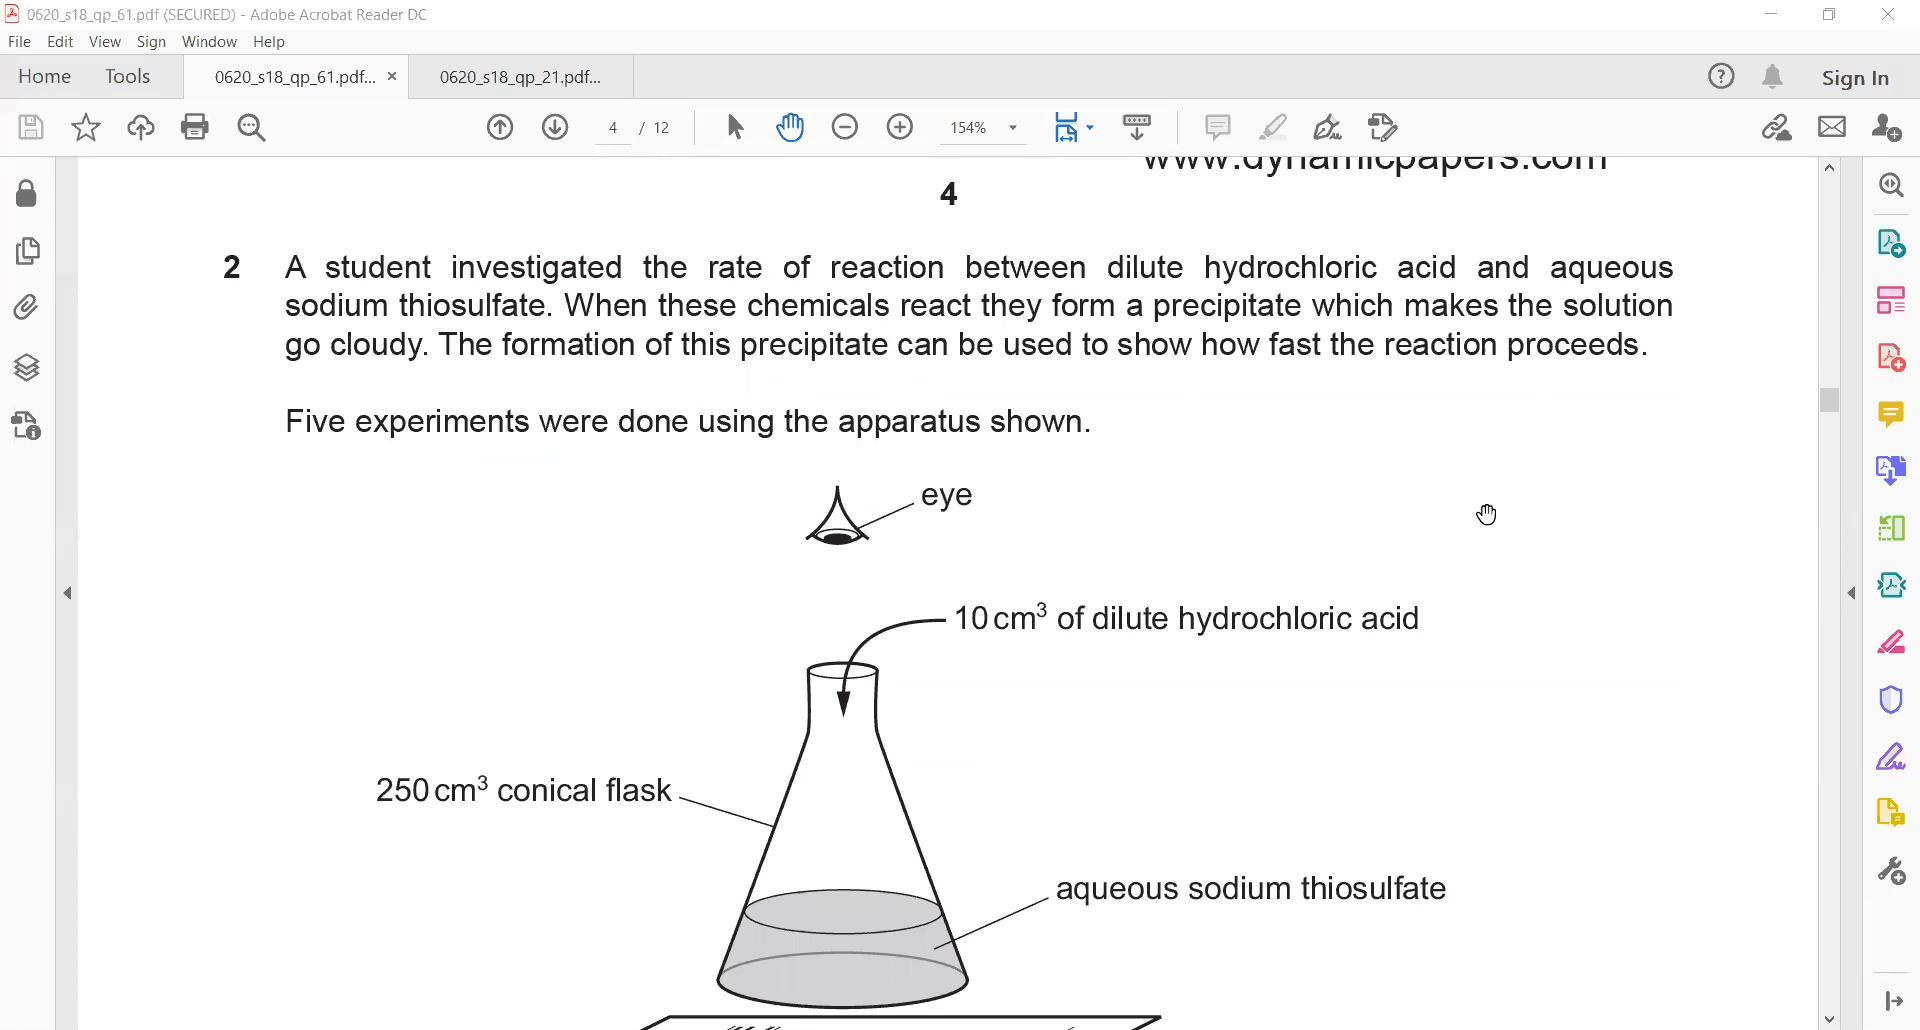 0620_s18_qp_61.pdf (SECURED) - Adobe Acrobat Reader DC
File Edit View Sign Window Help
Home Tools 0620_s18_qp_61.pdf... × 0620_s18_qp_21.pdf... Sign In
4 / 12 154%
www.dynamicpapers.com
4
2 A student investigated the rate of reaction between dilute hydrochloric acid and aqueous
sodium thiosulfate. When these chemicals react they form a precipitate which makes the solution
go cloudy. The formation of this precipitate can be used to show how fast the reaction proceeds.
Five experiments were done using the apparatus shown.
eye
10 cm³ of dilute hydrochloric acid
250 cm³ conical flask
aqueous sodium thiosulfate